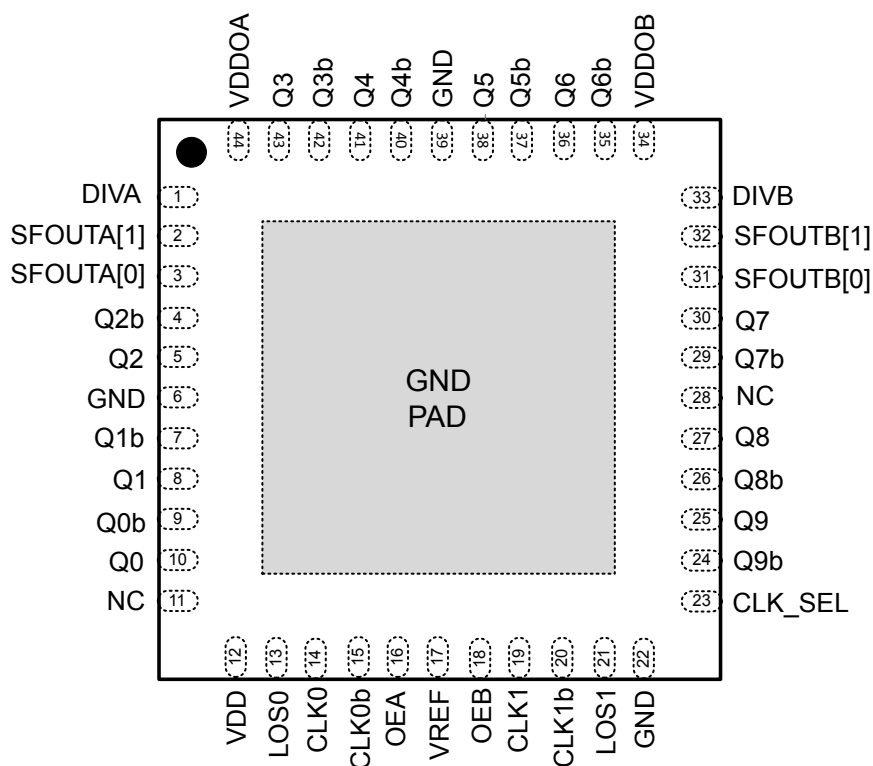 VDDOA
Q3
Q3b
Q4
Q4b
GND
Q5
Q5b
Q6
Q6b
VDDOB
44
43
42
41
40
39
38
37
36
35
34
DIVA 1
SFOUTA[1] 2
SFOUTA[0] 3
Q2b 4
Q2 5
GND 6
Q1b 7
Q1 8
Q0b 9
Q0 10
NC 11
GND
PAD
33 DIVB
32 SFOUTB[1]
31 SFOUTB[0]
30 Q7
29 Q7b
28 NC
27 Q8
26 Q8b
25 Q9
24 Q9b
23 CLK_SEL
12
13
14
15
16
17
18
19
20
21
22
VDD
LOS0
CLK0
CLK0b
OEA
VREF
OEB
CLK1
CLK1b
LOS1
GND